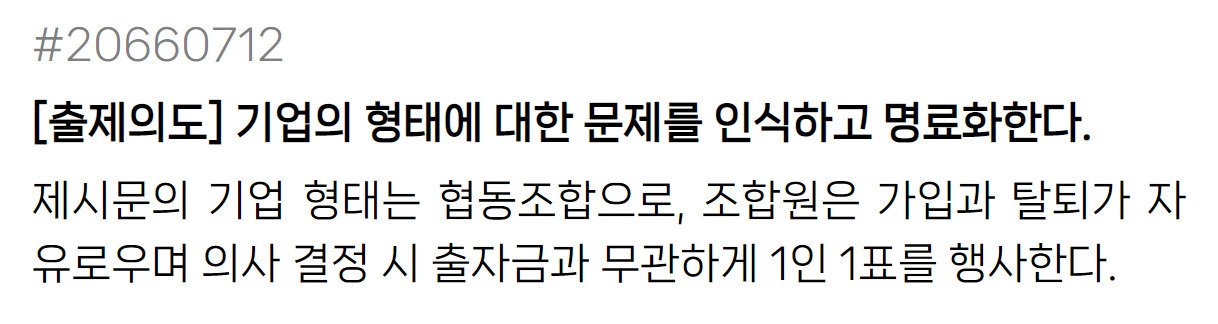 #20660712
[출제의도] 기업의 형태에 대한 문제를 인식하고 명료화한다.
제시문의 기업 형태는 협동조합으로, 조합원은 가입과 탈퇴가 자
유로우며 의사 결정 시 출자금과 무관하게 1인 1표를 행사한다.